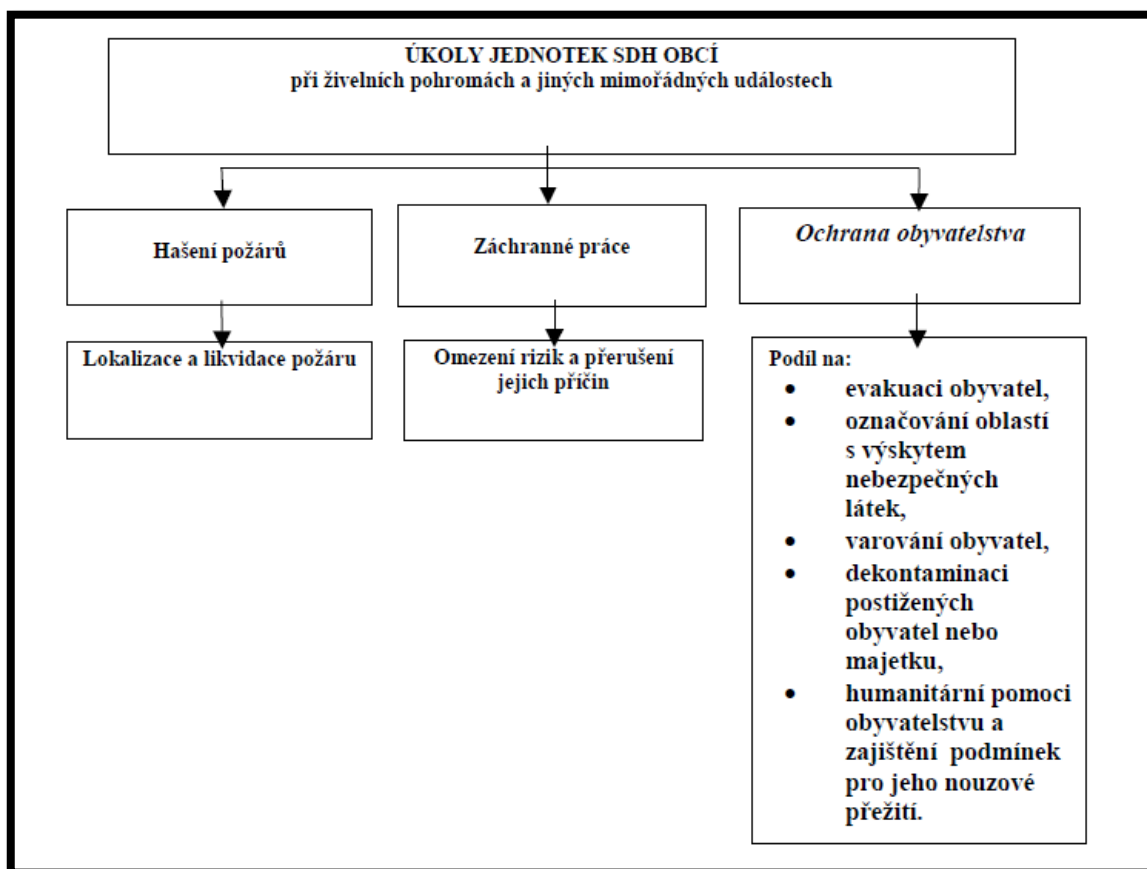 ÚKOLY JEDNOTEK SDH OBCÍ
při živelních pohromách a jiných mimořádných událostech
Hašení požárů
Záchranné práce
Ochrana obyvatelstva
Lokalizace a likvidace požáru
Omezení rizik a přerušení
jejich příčin
Podíl na:
• evakuaci obyvatel,
• označování oblastí
s výskytem
nebezpečných
látek,
• varování obyvatel,
• dekontaminaci
postižených
obyvatel nebo
majetku,
• humanitární pomoci
obyvatelstvu a
zajištění podmínek
pro jeho nouzové
přežití.